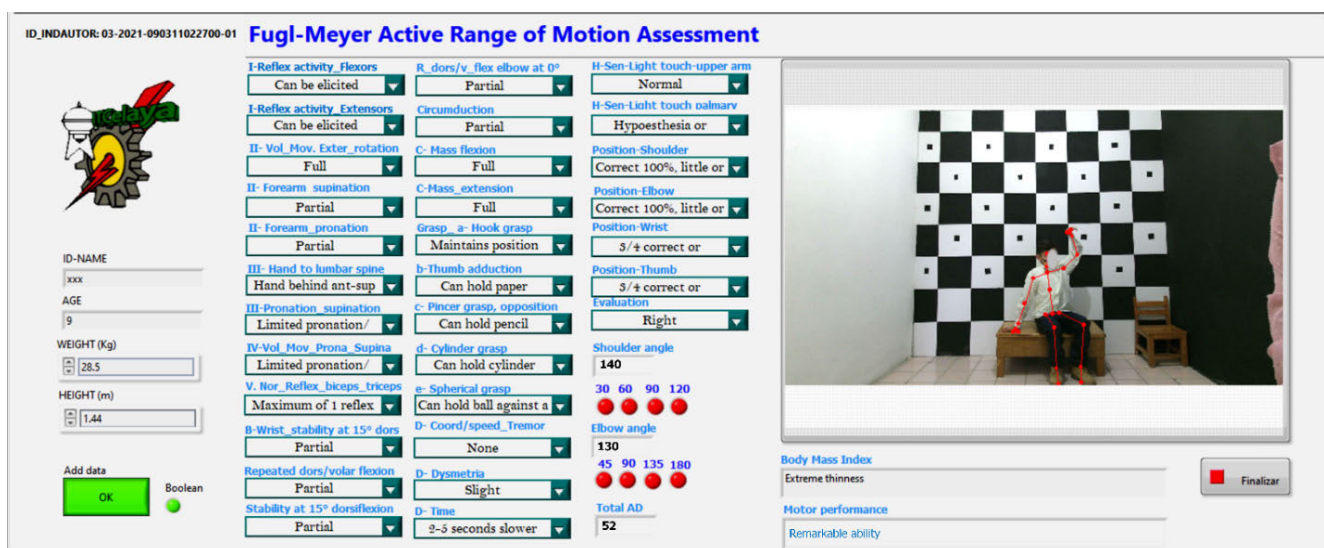 ID_INDAUTOR: 03-2021-090311022700-01
Fugl-Meyer Active Range of Motion Assessment
ITCelaya
ID-NAME
xxx
AGE
9
WEIGHT (Kg)
28.5
HEIGHT (m)
1.44
Add data
OK
Boolean
I-Reflex activity_Flexors
Can be elicited
I-Reflex activity_Extensors
Can be elicited
II- Vol_Mov. Exter_rotation
Full
II- Forearm supination
Partial
II- Forearm_pronation
Partial
III- Hand to lumbar spine
Hand behind ant-sup
III-Pronation_supination
Limited pronation/
IV-Vol_Mov_Prona_Supina
Limited pronation/
V. Nor_Reflex_biceps_triceps
Maximum of 1 reflex
B-Wrist_stability at 15º dors
Partial
Repeated dors/volar flexion
Partial
Stability at 15º dorsiflexion
Partial
R_dors/v_flex elbow at 0º
Partial
Circumduction
Partial
C- Mass flexion
Full
C-Mass_extension
Full
Grasp_ a- Hook grasp
Maintains position
b-Thumb adduction
Can hold paper
c- Pincer grasp, opposition
Can hold pencil
d- Cylinder grasp
Can hold cylinder
e- Spherical grasp
Can hold ball against a
D- Coord/speed_Tremor
None
D- Dysmetria
Slight
D- Time
2-5 seconds slower
H-Sen-Light touch-upper arm
Normal
H-Sen-Light touch palmary
Hypoesthesia or
Position-Shoulder
Correct 100%, little or
Position-Elbow
Correct 100%, little or
Position-Wrist
3/4 correct or
Position-Thumb
3/4 correct or
Evaluation
Right
Shoulder angle
140
30 60 90 120
Elbow angle
130
45 90 135 180
Total AD
52
Body Mass Index
Extreme thinness
Motor performance
Remarkable ability
Finalizar